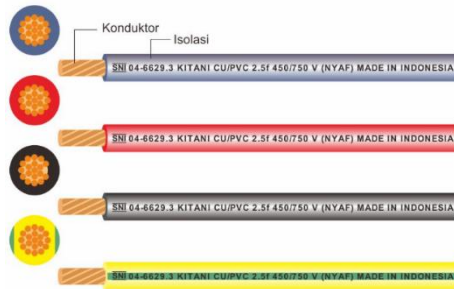 Konduktor
Isolasi
SNI 04-6629.3 KITANI CU/PVC 2.5f 450/750 V (NYAF) MADE IN INDONESIA
SNI 04-6629.3 KITANI CU/PVC 2.5f 450/750 V (NYAF) MADE IN INDONESIA
SNI 04-6629.3 KITANI CU/PVC 2.5f 450/750 V (NYAF) MADE IN INDONESIA
SNI 04-6629.3 KITANI CU/PVC 2.5f 450/750 V (NYAF) MADE IN INDONESIA